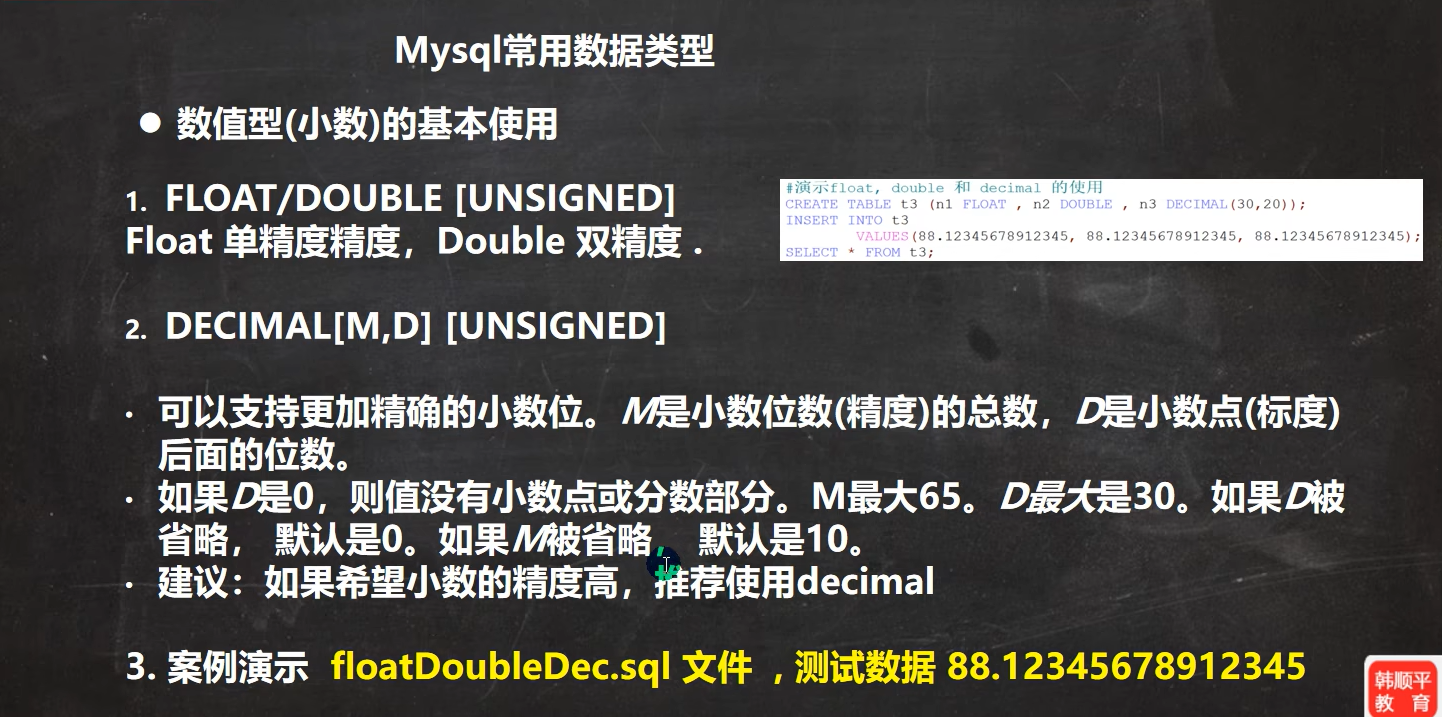 Mysql常用数据类型
● 数值型(小数)的基本使用
1. FLOAT/DOUBLE [UNSIGNED]
Float 单精度精度，Double 双精度 .
#演示float, double 和 decimal 的使用
CREATE TABLE t3 (n1 FLOAT , n2 DOUBLE , n3 DECIMAL(30,20));
INSERT INTO t3
VALUES(88.12345678912345, 88.12345678912345, 88.12345678912345);
SELECT * FROM t3;
2. DECIMAL[M,D] [UNSIGNED]
· 可以支持更加精确的小数位。M是小数位数(精度)的总数，D是小数点(标度)
后面的位数。
· 如果D是0，则值没有小数点或分数部分。M最大65。D最大是30。如果D被
省略， 默认是0。如果M被省略， 默认是10。
· 建议：如果希望小数的精度高，推荐使用decimal
3. 案例演示 floatDoubleDec.sql 文件 ，测试数据 88.12345678912345
韩顺平
教 育